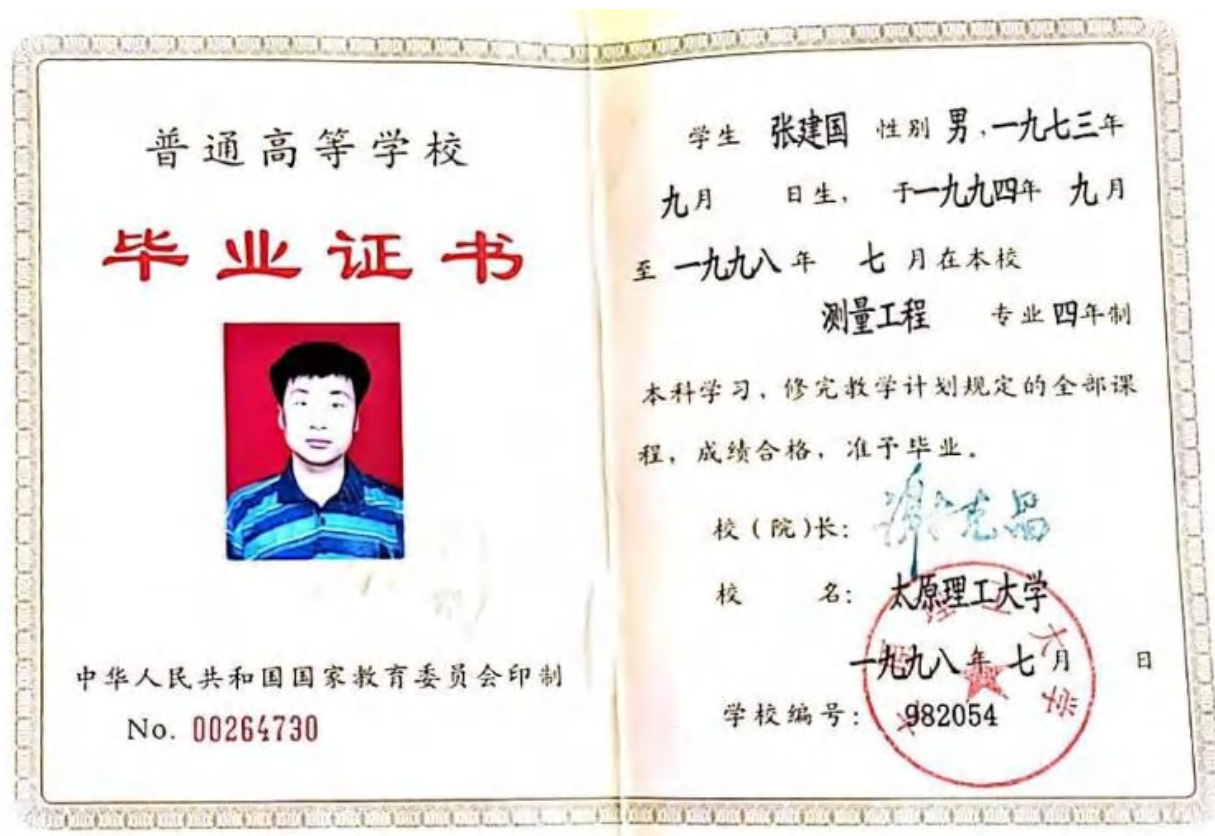 普通高等学校
毕业证书
中华人民共和国国家教育委员会印制
No. 00264730
学生 张建国 性别 男,一九七三年
九月 日生, 于一九九四年 九月
至 一九九八 年 七 月在本校
测量工程 专业 四年制
本科学习,修完教学计划规定的全部课
程,成绩合格,准予毕业。
校(院)长:
校 名: 太原理工大学
一九九八 年 七 月 日
学校编号: 982054